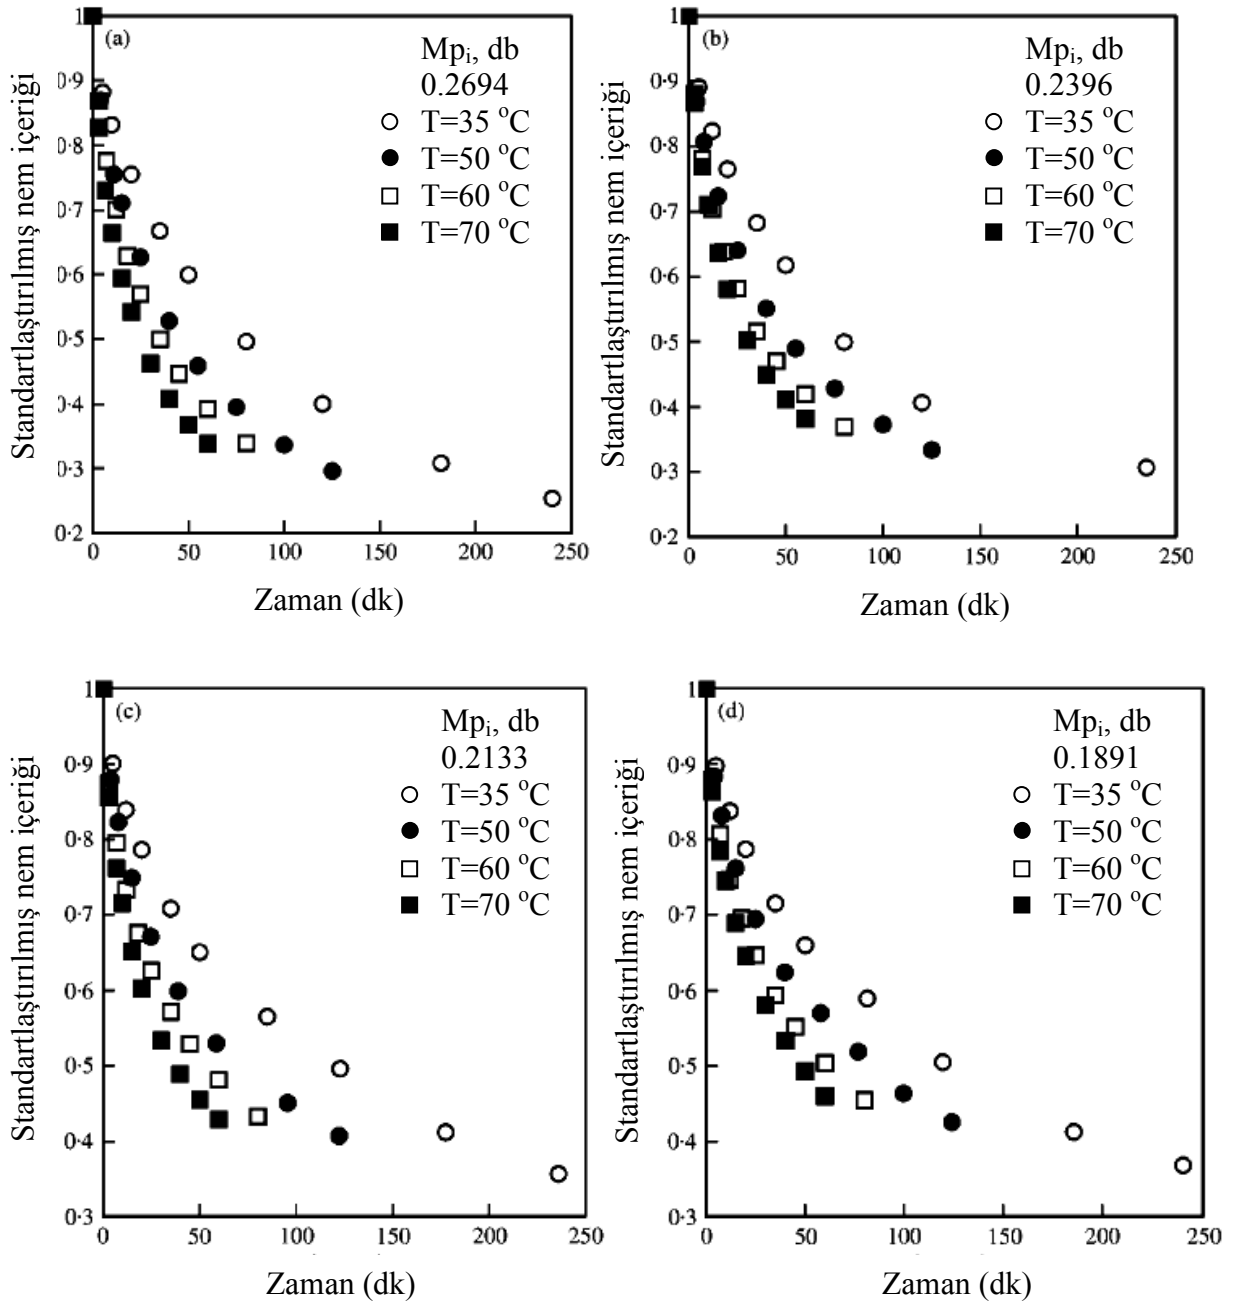 (a)
Mpᵢ, db
0.2694
T=35 °C
T=50 °C
T=60 °C
T=70 °C
Standartlaştırılmış nem içeriği
1
0·9
0·8
0·7
0·6
0·5
0·4
0·3
0·2
0 50 100 150 200 250
Zaman (dk)
(b)
Mpᵢ, db
0.2396
T=35 °C
T=50 °C
T=60 °C
T=70 °C
Standartlaştırılmış nem içeriği
1
0·9
0·8
0·7
0·6
0·5
0·4
0·3
0·2
0 50 100 150 200 250
Zaman (dk)
(c)
Mpᵢ, db
0.2133
T=35 °C
T=50 °C
T=60 °C
T=70 °C
Standartlaştırılmış nem içeriği
1
0·9
0·8
0·7
0·6
0·5
0·4
0·3
0 50 100 150 200 250
Zaman (dk)
(d)
Mpᵢ, db
0.1891
T=35 °C
T=50 °C
T=60 °C
T=70 °C
Standartlaştırılmış nem içeriği
1
0·9
0·8
0·7
0·6
0·5
0·4
0·3
0 50 100 150 200 250
Zaman (dk)